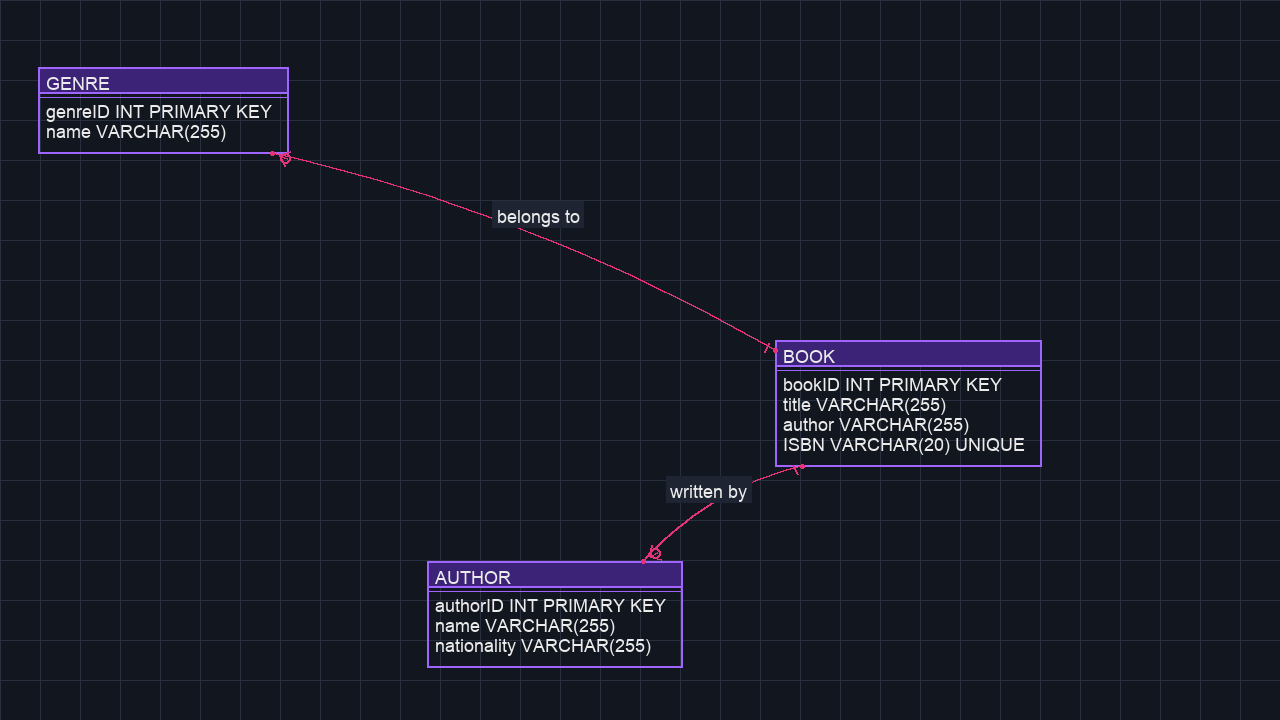 GENRE
genreID INT PRIMARY KEY
name VARCHAR(255)
belongs to
BOOK
bookID INT PRIMARY KEY
title VARCHAR(255)
author VARCHAR(255)
ISBN VARCHAR(20) UNIQUE
written by
AUTHOR
authorID INT PRIMARY KEY
name VARCHAR(255)
nationality VARCHAR(255)